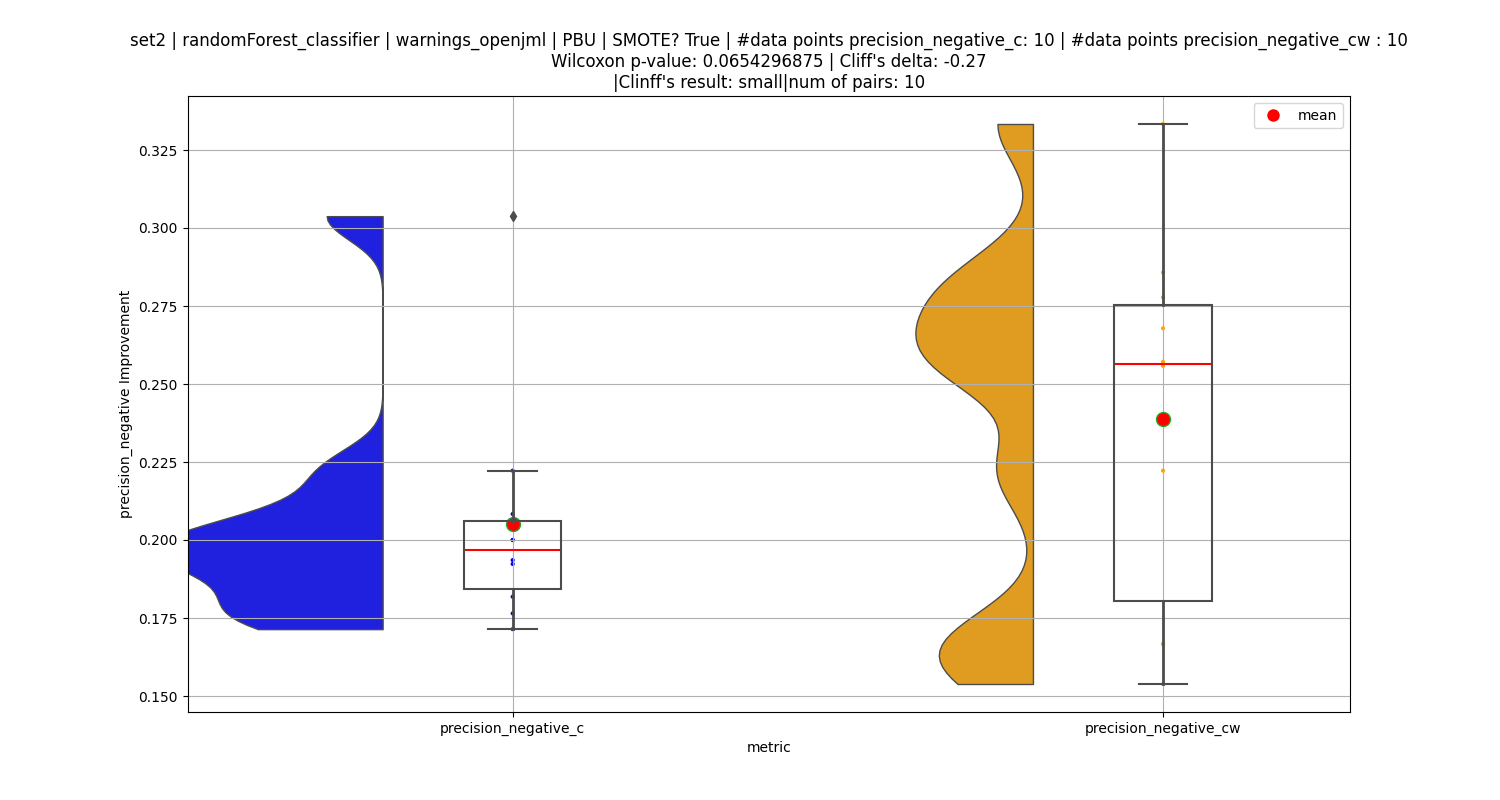 set2 | randomForest_classifier | warnings_openjml | PBU | SMOTE? True | #data points precision_negative_c: 10 | #data points precision_negative_cw : 10
Wilcoxon p-value: 0.0654296875 | Cliff's delta: -0.27
|Clinff's result: small|num of pairs: 10
mean
0.325
0.300
0.275
0.250
0.225
0.200
0.175
0.150
precision_negative Improvement
precision_negative_c
precision_negative_cw
metric